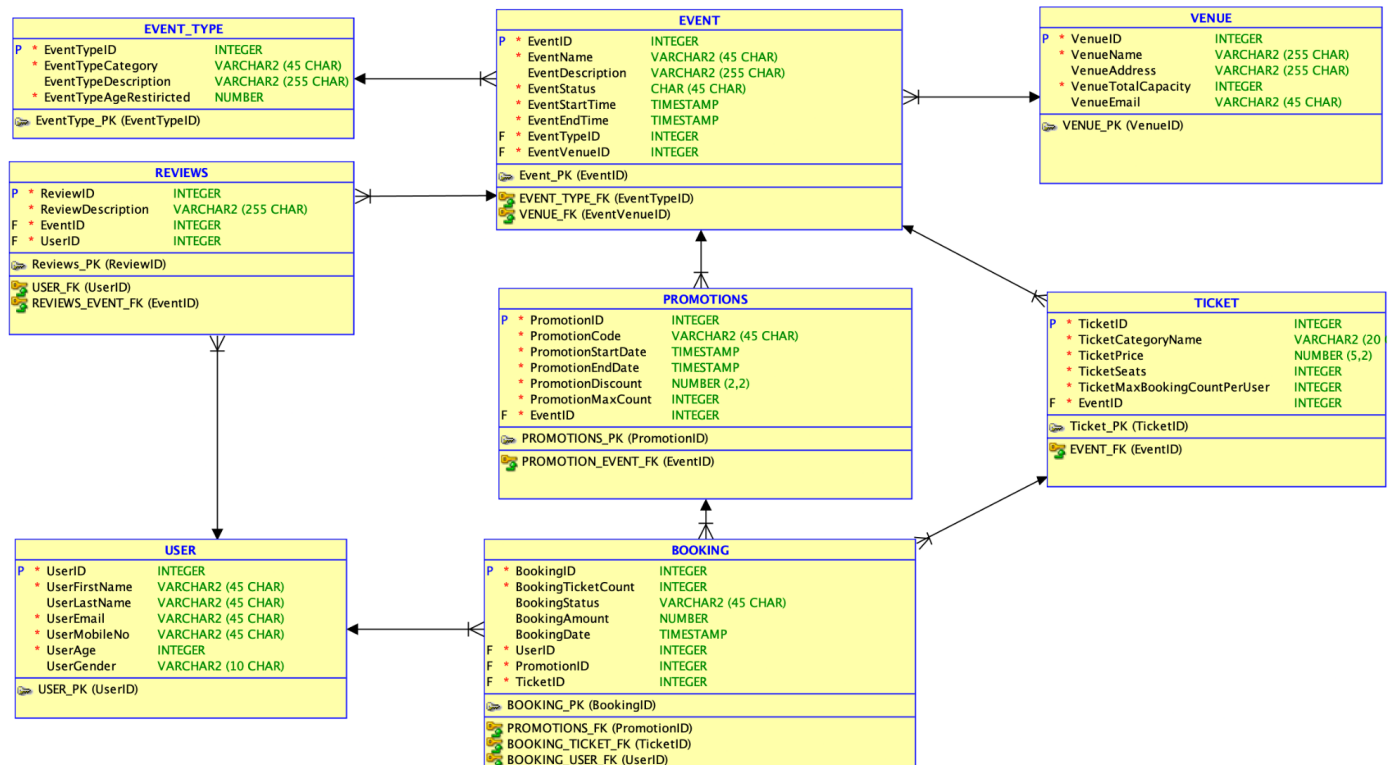 EVENT_TYPE
P * EventTypeID INTEGER
* EventTypeCategory VARCHAR2 (45 CHAR)
EventTypeDescription VARCHAR2 (255 CHAR)
* EventTypeAgeRestiricted NUMBER
EventType_PK (EventTypeID)
EVENT
P * EventID INTEGER
* EventName VARCHAR2 (45 CHAR)
EventDescription VARCHAR2 (255 CHAR)
* EventStatus CHAR (45 CHAR)
* EventStartTime TIMESTAMP
* EventEndTime TIMESTAMP
F * EventTypeID INTEGER
F * EventVenueID INTEGER
Event_PK (EventID)
EVENT_TYPE_FK (EventTypeID)
VENUE_FK (EventVenueID)
VENUE
P * VenueID INTEGER
* VenueName VARCHAR2 (255 CHAR)
VenueAddress VARCHAR2 (255 CHAR)
* VenueTotalCapacity INTEGER
VenueEmail VARCHAR2 (45 CHAR)
VENUE_PK (VenueID)
REVIEWS
P * ReviewID INTEGER
* ReviewDescription VARCHAR2 (255 CHAR)
F * EventID INTEGER
F * UserID INTEGER
Reviews_PK (ReviewID)
USER_FK (UserID)
REVIEWS_EVENT_FK (EventID)
PROMOTIONS
P * PromotionID INTEGER
* PromotionCode VARCHAR2 (45 CHAR)
* PromotionStartDate TIMESTAMP
* PromotionEndDate TIMESTAMP
* PromotionDiscount NUMBER (2,2)
* PromotionMaxCount INTEGER
F * EventID INTEGER
PROMOTIONS_PK (PromotionID)
PROMOTION_EVENT_FK (EventID)
TICKET
P * TicketID INTEGER
* TicketCategoryName VARCHAR2 (20
* TicketPrice NUMBER (5,2)
* TicketSeats INTEGER
* TicketMaxBookingCountPerUser INTEGER
F * EventID INTEGER
Ticket_PK (TicketID)
EVENT_FK (EventID)
USER
P * UserID INTEGER
* UserFirstName VARCHAR2 (45 CHAR)
UserLastName VARCHAR2 (45 CHAR)
* UserEmail VARCHAR2 (45 CHAR)
* UserMobileNo VARCHAR2 (45 CHAR)
* UserAge INTEGER
UserGender VARCHAR2 (10 CHAR)
USER_PK (UserID)
BOOKING
P * BookingID INTEGER
* BookingTicketCount INTEGER
BookingStatus VARCHAR2 (45 CHAR)
BookingAmount NUMBER
BookingDate TIMESTAMP
F * UserID INTEGER
F * PromotionID INTEGER
F * TicketID INTEGER
BOOKING_PK (BookingID)
PROMOTIONS_FK (PromotionID)
BOOKING_TICKET_FK (TicketID)
BOOKING_USER_FK (UserID)